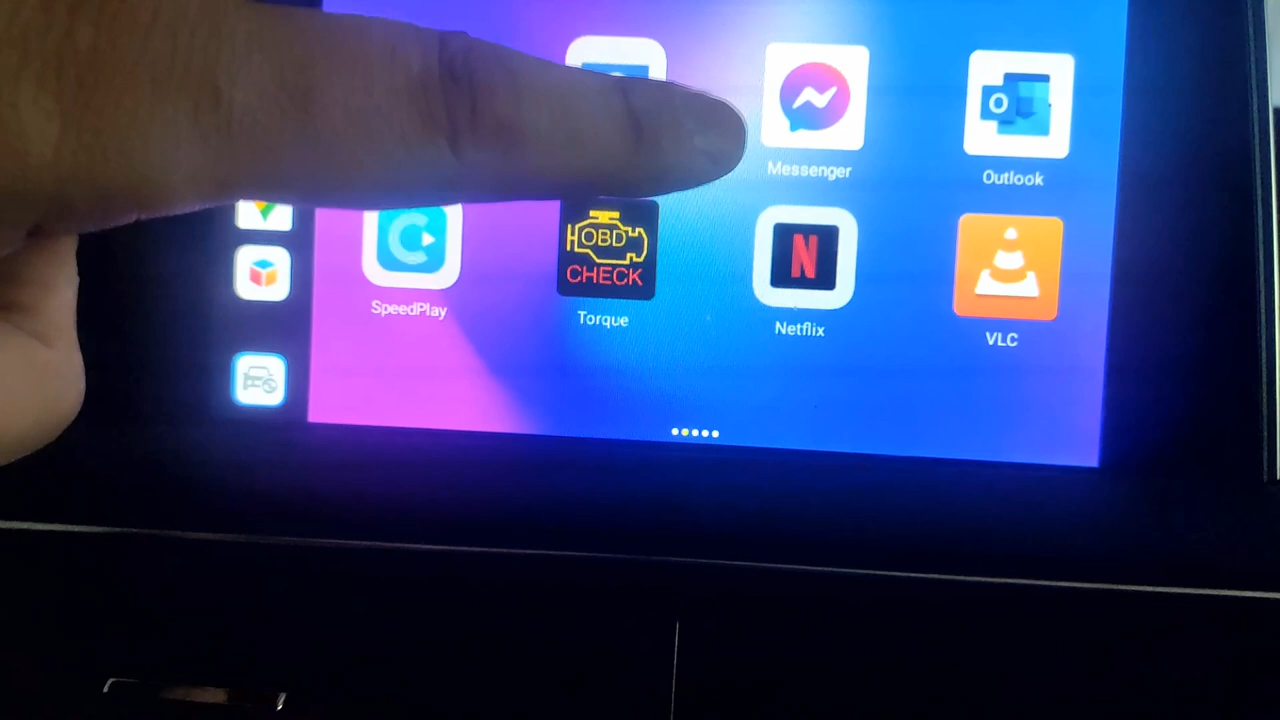 Messenger
O
Outlook
SpeedPlay
OBD
CHECK
Torque
N
Netflix
VLC